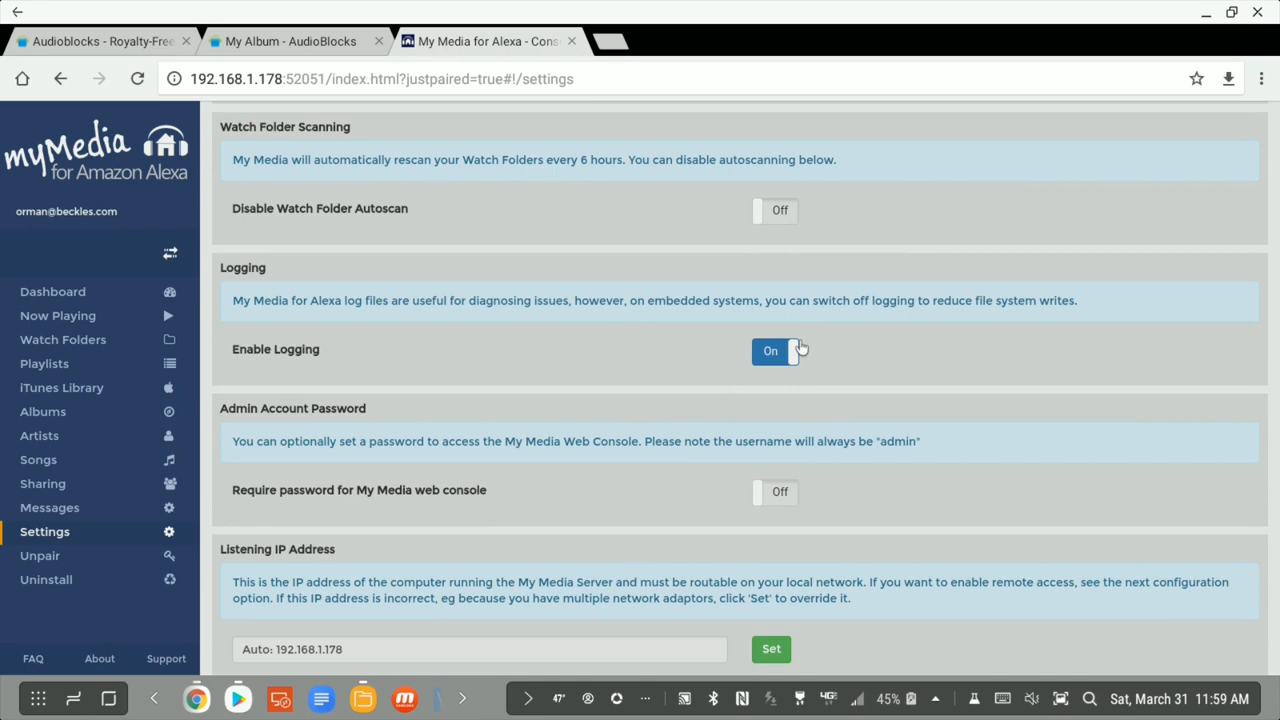 Audioblocks - Royalty-Free
My Album - AudioBlocks
My Media for Alexa - Cons
192.168.1.178:52051/index.html?justpaired=true#!/settings
myMedia
for Amazon Alexa
orman@beckles.com
Dashboard
Now Playing
Watch Folders
Playlists
iTunes Library
Albums
Artists
Songs
Sharing
Messages
Settings
Unpair
Uninstall
FAQ About Support
Watch Folder Scanning
My Media will automatically rescan your Watch Folders every 6 hours. You can disable autoscanning below.
Disable Watch Folder Autoscan Off
Logging
My Media for Alexa log files are useful for diagnosing issues, however, on embedded systems, you can switch off logging to reduce file system writes.
Enable Logging On
Admin Account Password
You can optionally set a password to access the My Media Web Console. Please note the username will always be "admin"
Require password for My Media web console Off
Listening IP Address
This is the IP address of the computer running the My Media Server and must be routable on your local network. If you want to enable remote access, see the next configuration
option. If this IP address is incorrect, eg because you have multiple network adaptors, click 'Set' to override it.
Auto: 192.168.1.178 Set
47° 4G 45% Sat, March 31 11:59 AM